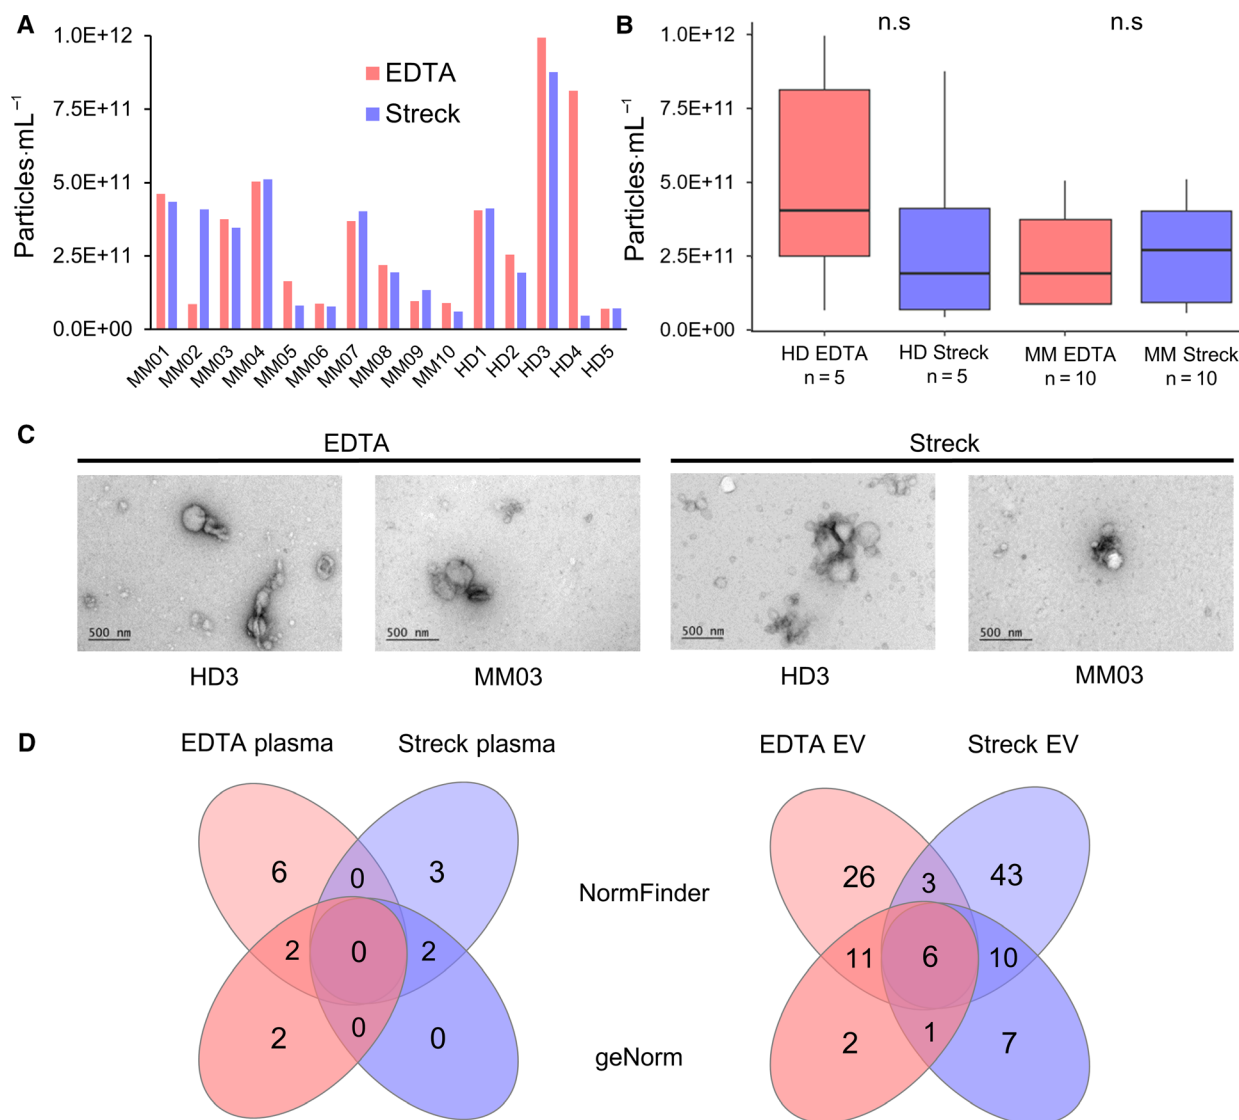 A
1.0E+12
7.5E+11
5.0E+11
2.5E+11
0.0E+00
Particles·mL⁻¹
EDTA
Streck
MM01 MM02 MM03 MM04 MM05 MM06 MM07 MM08 MM09 MM10 HD1 HD2 HD3 HD4 HD5
B
n.s n.s
1.0E+12
7.5E+11
5.0E+11
2.5E+11
0.0E+00
Particles·mL⁻¹
HD EDTA HD Streck MM EDTA MM Streck
n = 5 n = 5 n = 10 n = 10
C
EDTA Streck
500 nm 500 nm 500 nm 500 nm
HD3 MM03 HD3 MM03
D
EDTA plasma Streck plasma EDTA EV Streck EV
6 0 3 26 3 43
NormFinder
2 0 2 11 6 10
2 0 0 2 1 7
geNorm